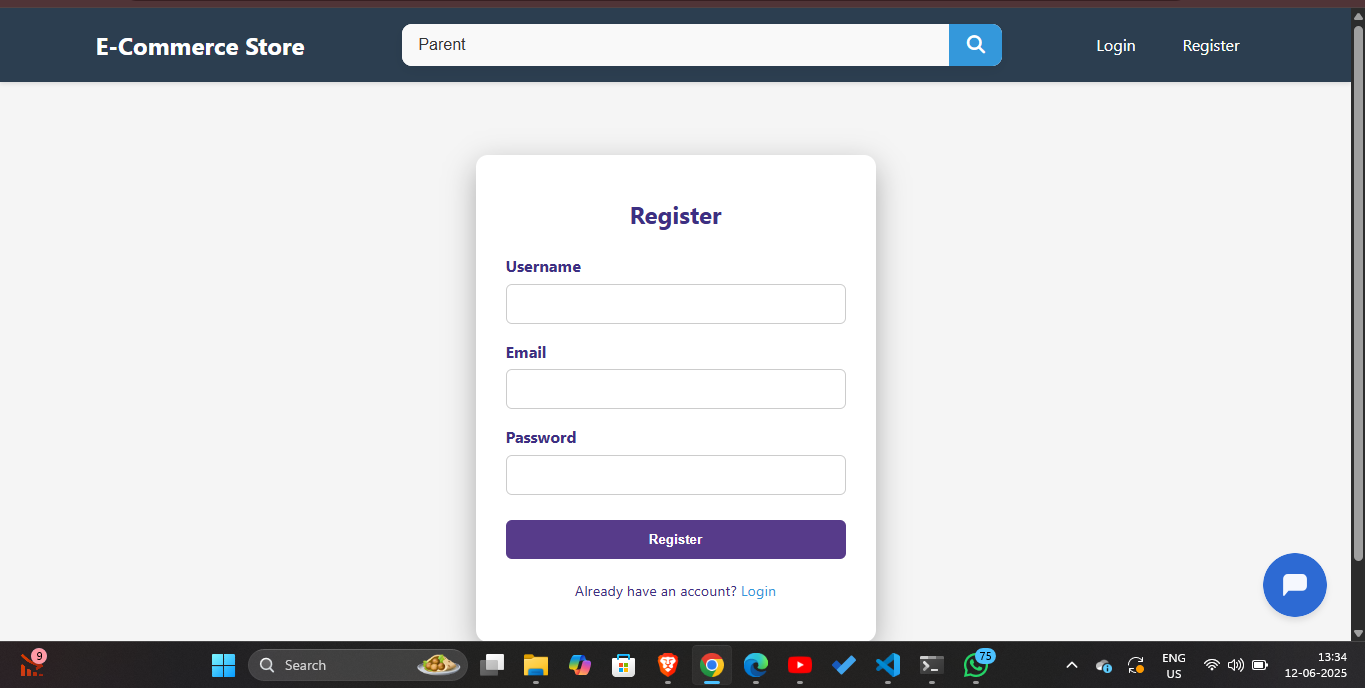 E-Commerce Store
Parent
Login
Register
Register
Username
Email
Password
Register
Already have an account? Login
9
Search
75
ENG
US
13:34
12-06-2025